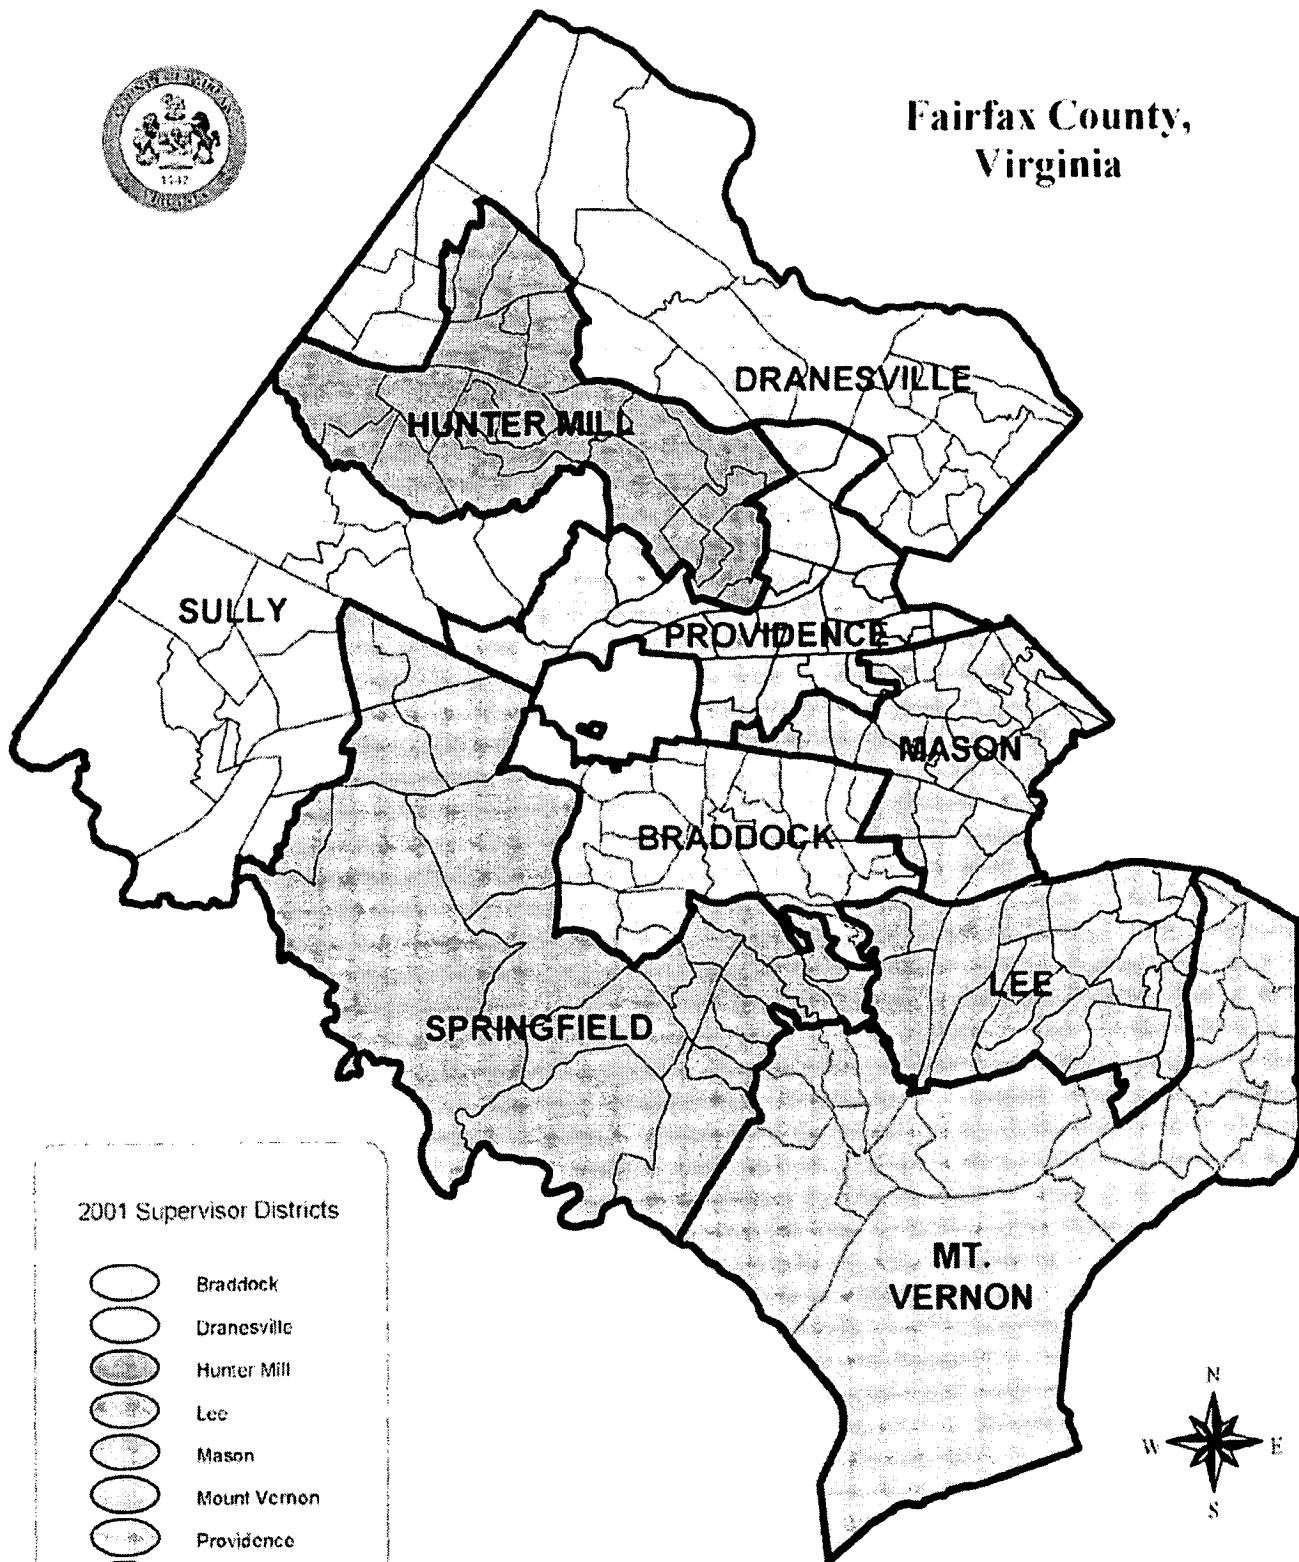 Fairfax County,
Virginia
DRANESVILLE
HUNTER MILL
SULLY
PROVIDENCE
MASON
BRADDOCK
LEE
SPRINGFIELD
MT.
VERNON
2001 Supervisor Districts
Braddock
Dranesville
Hunter Mill
Lee
Mason
Mount Vernon
Providence
N
W
E
S